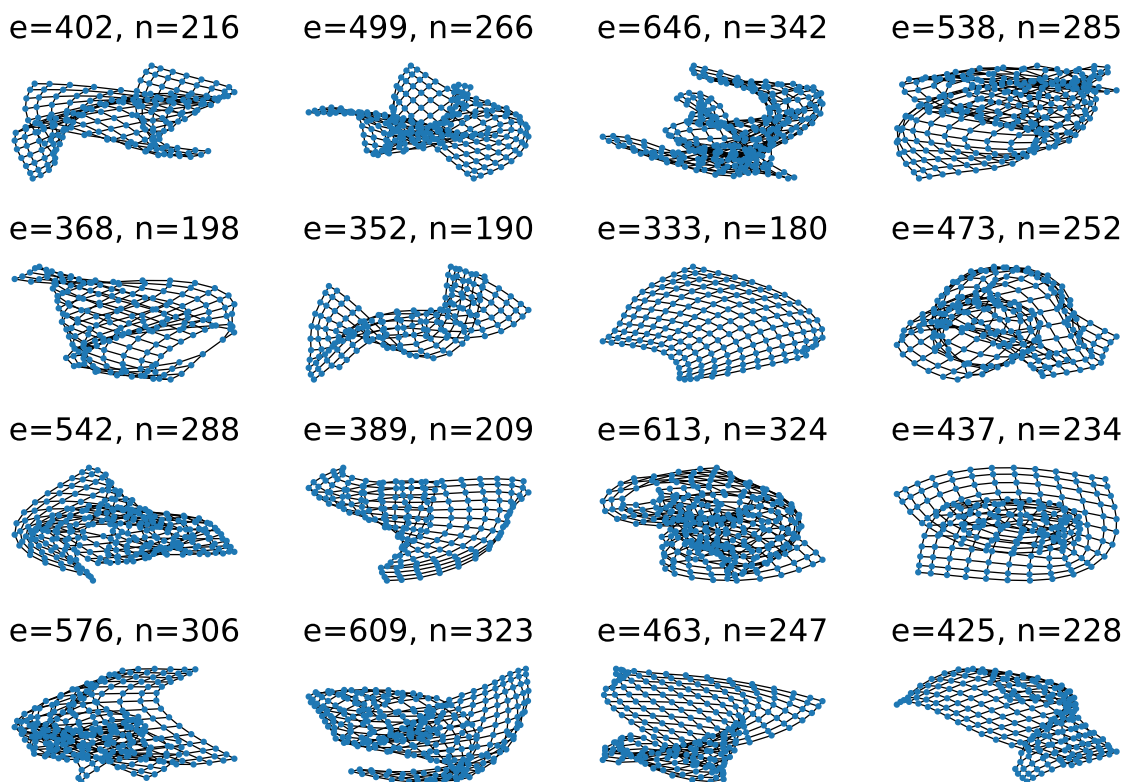 e=402, n=216
e=499, n=266
e=646, n=342
e=538, n=285
e=368, n=198
e=352, n=190
e=333, n=180
e=473, n=252
e=542, n=288
e=389, n=209
e=613, n=324
e=437, n=234
e=576, n=306
e=609, n=323
e=463, n=247
e=425, n=228